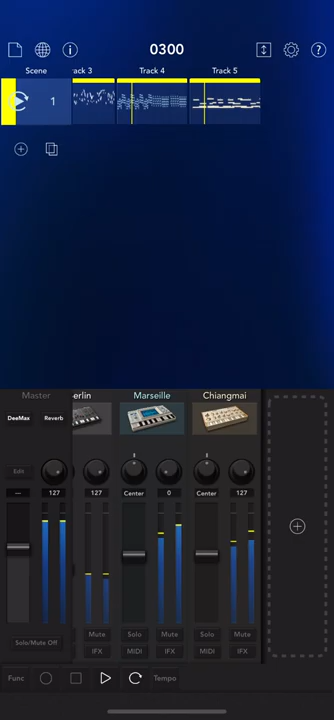 0300
Scene
ack 3
Track 4
Track 5
1
Master
erlin
Marseille
Chiangmai
DeeMax
Reverb
Edit
127
127
Center
0
Center
127
Solo/Mute Off
Mute
Solo
Mute
Solo
Mute
IFX
MIDI
IFX
MIDI
IFX
Func
Tempo